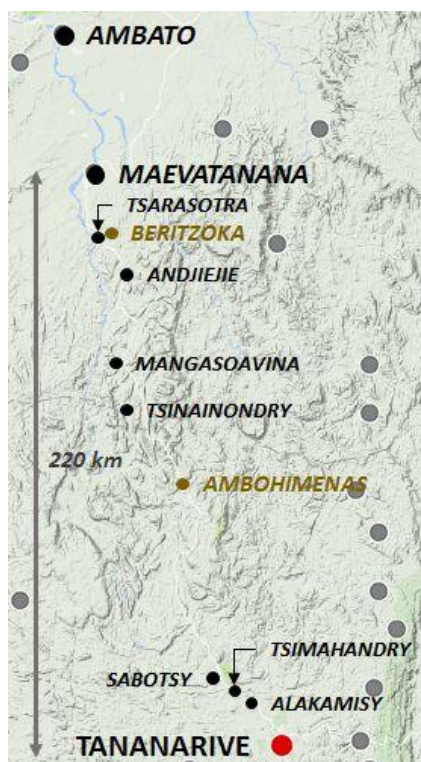 AMBATO
MAEVATANANA
TSARASOTRA
BERITZOKA
ANDJIEJIE
MANGASOAVINA
TSINAINONDRY
220 km
AMBOHIMENAS
TSIMAHANDRY
SABOTSY
ALAKAMISY
TANANARIVE